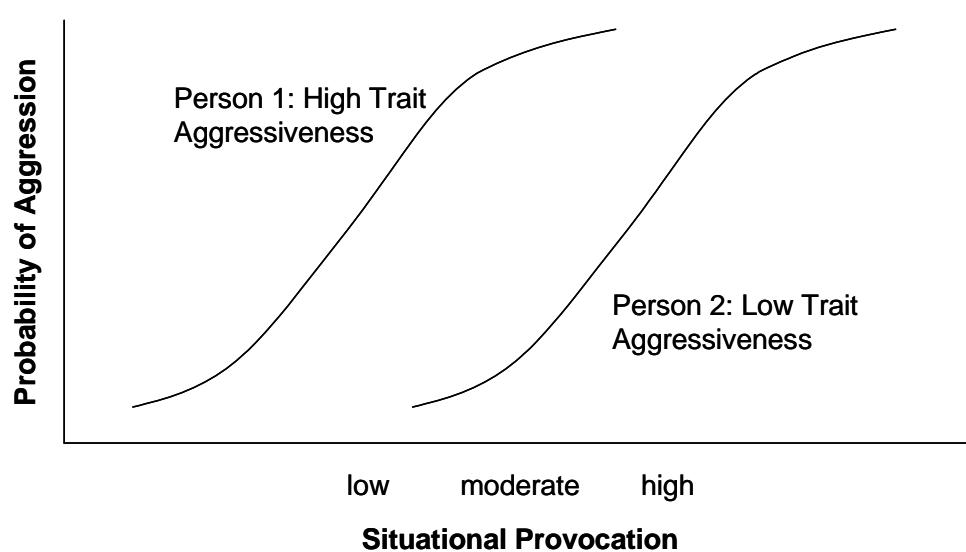 Probability of Aggression
Person 1: High Trait
Aggressiveness
Person 2: Low Trait
Aggressiveness
low moderate high
Situational Provocation